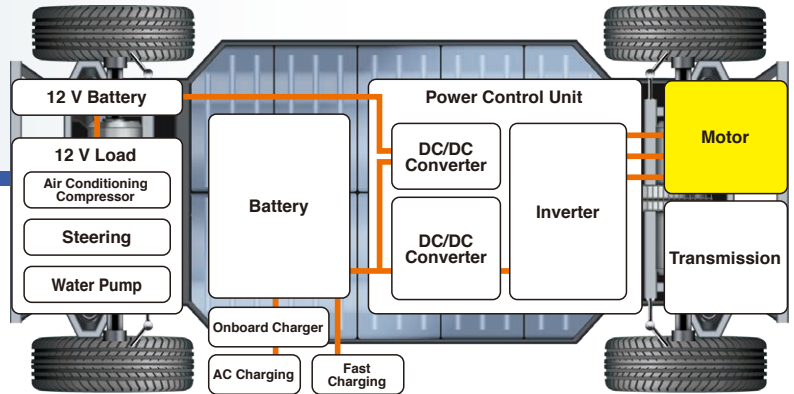 12 V Battery
12 V Load
Air Conditioning
Compressor
Steering
Water Pump
Battery
Onboard Charger
AC Charging
Fast
Charging
Power Control Unit
DC/DC
Converter
DC/DC
Converter
Inverter
Motor
Transmission